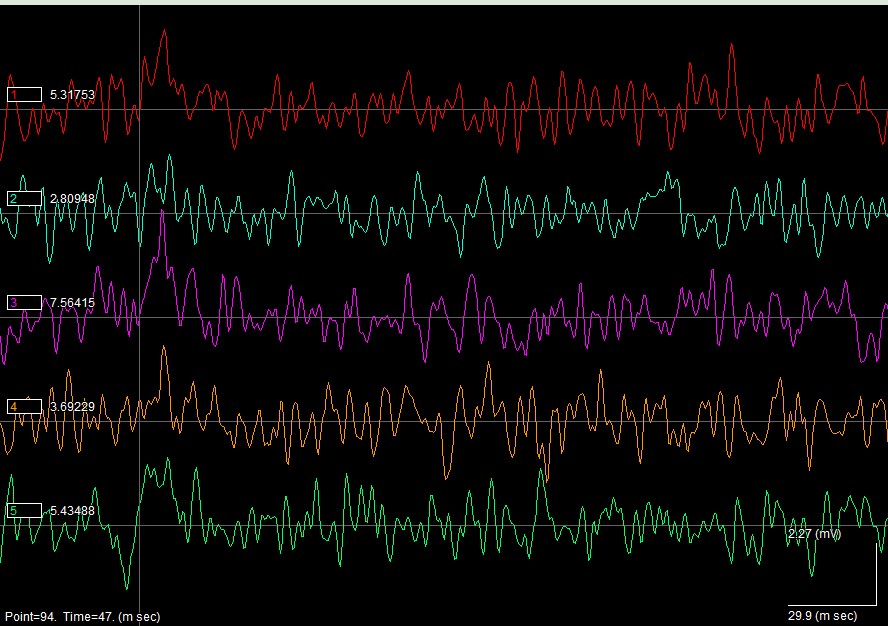 1 5.31753
2 2.80948
3 7.56415
4 3.69229
5 5.43488
2.27 (mV)
Point=94. Time=47. (m sec)
29.9 (m sec)